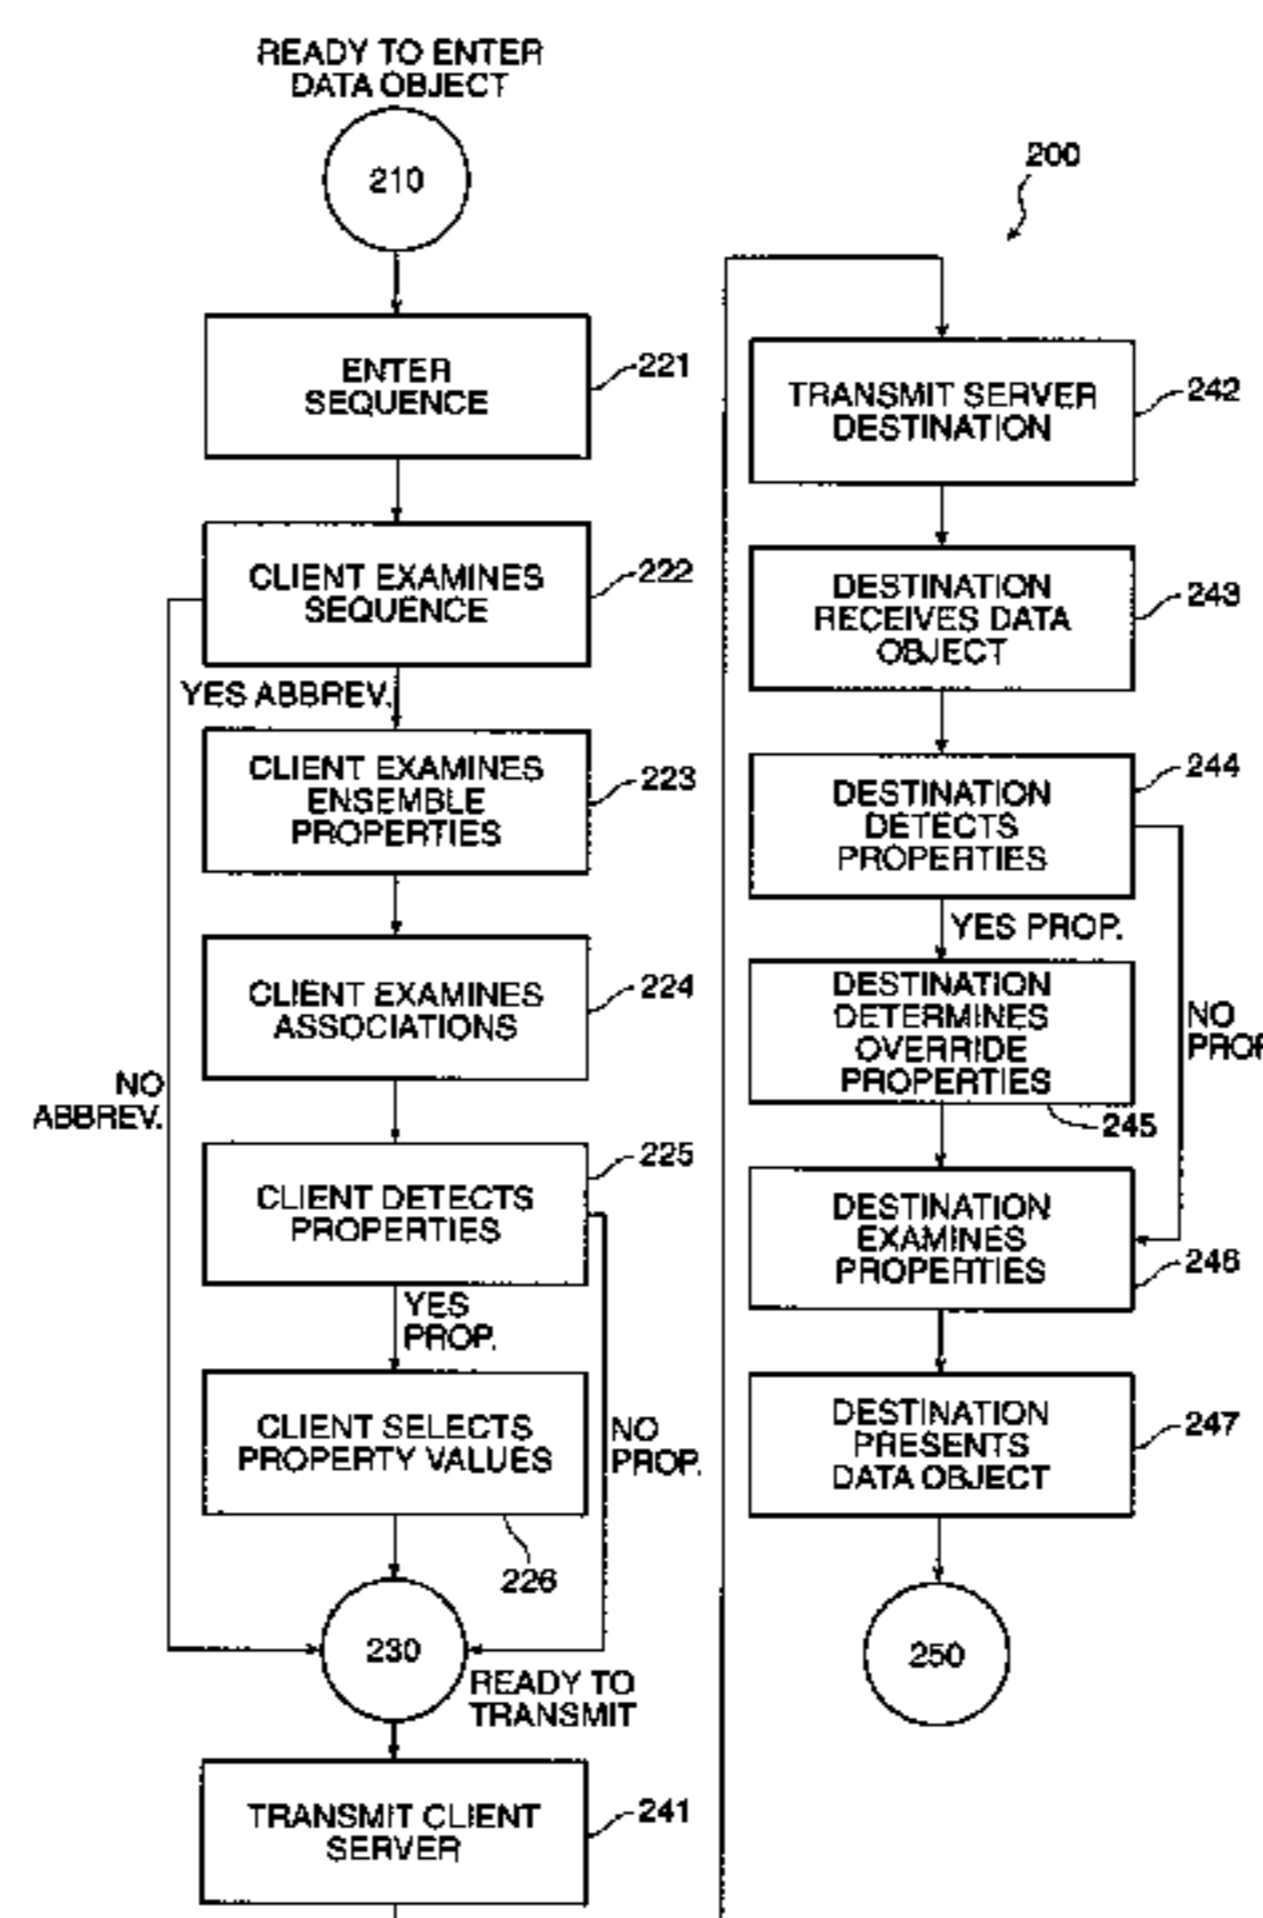 READY TO ENTER
DATA OBJECT
210
ENTER
SEQUENCE
221
CLIENT EXAMINES
SEQUENCE
222
YES ABBREV.
CLIENT EXAMINES
ENSEMBLE
PROPERTIES
223
CLIENT EXAMINES
ASSOCIATIONS
224
NO
ABBREV.
CLIENT DETECTS
PROPERTIES
225
YES
PROP.
CLIENT SELECTS
PROPERTY VALUES
NO
PROP.
226
230
READY TO
TRANSMIT
TRANSMIT CLIENT
SERVER
241
200
TRANSMIT SERVER
DESTINATION
242
DESTINATION
RECEIVES DATA
OBJECT
243
DESTINATION
DETECTS
PROPERTIES
244
YES PROP.
DESTINATION
DETERMINES
OVERRIDE
PROPERTIES
NO
PROP
245
DESTINATION
EXAMINES
PROPERTIES
246
DESTINATION
PRESENTS
DATA OBJECT
247
250